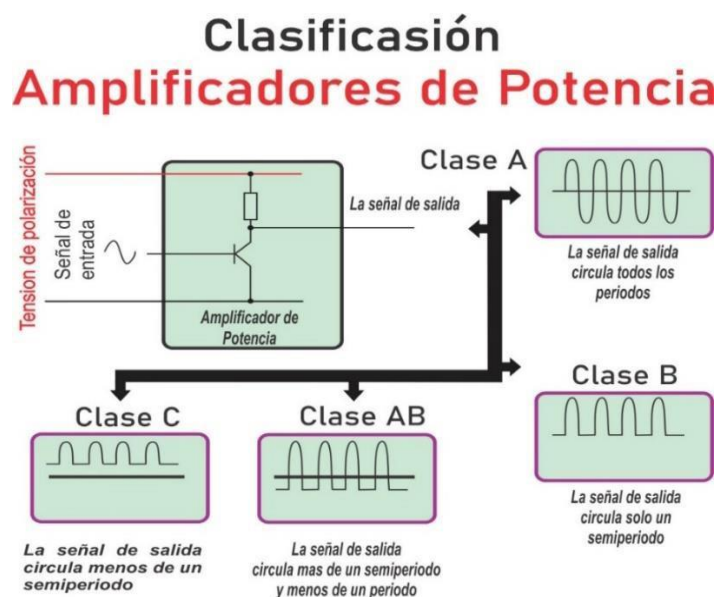 Clasificasión
Amplificadores de Potencia
Tension de polarización
Señal de
entrada
La señal de salida
Amplificador de
Potencia
Clase A
La señal de salida
circula todos los
periodos
Clase B
La señal de salida
circula solo un
semiperiodo
Clase C
La señal de salida
circula menos de un
semiperiodo
Clase AB
La señal de salida
circula mas de un semiperiodo
y menos de un periodo